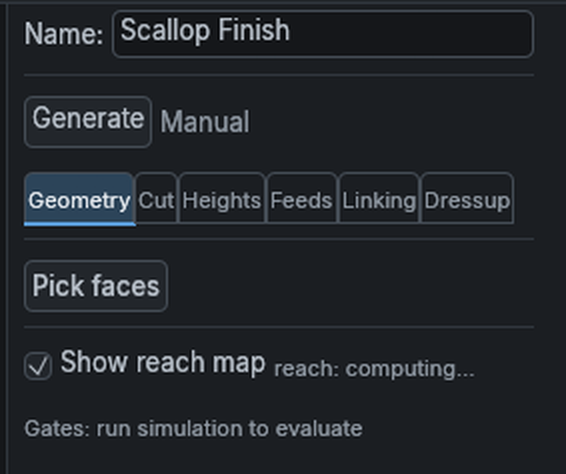 Name: Scallop Finish
Generate Manual
Geometry Cut Heights Feeds Linking Dressup
Pick faces
Show reach map reach: computing...
Gates: run simulation to evaluate